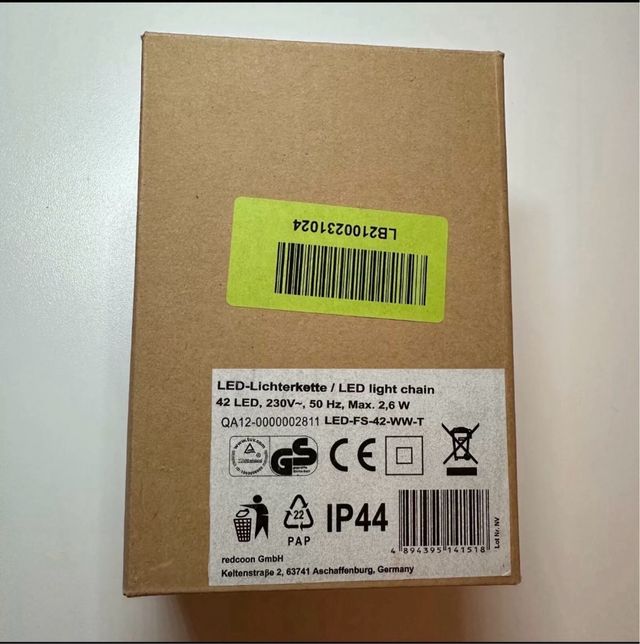 LB2100231024
LED-Lichterkette / LED light chain
42 LED, 230V~, 50 Hz, Max. 2,6 W
QA12-0000002811 LED-FS-42-WW-T
GS
CE
22
PAP
IP44
4 894395 141518
Lot Nr. NV
redcoon GmbH
Keltenstraße 2, 63741 Aschaffenburg, Germany